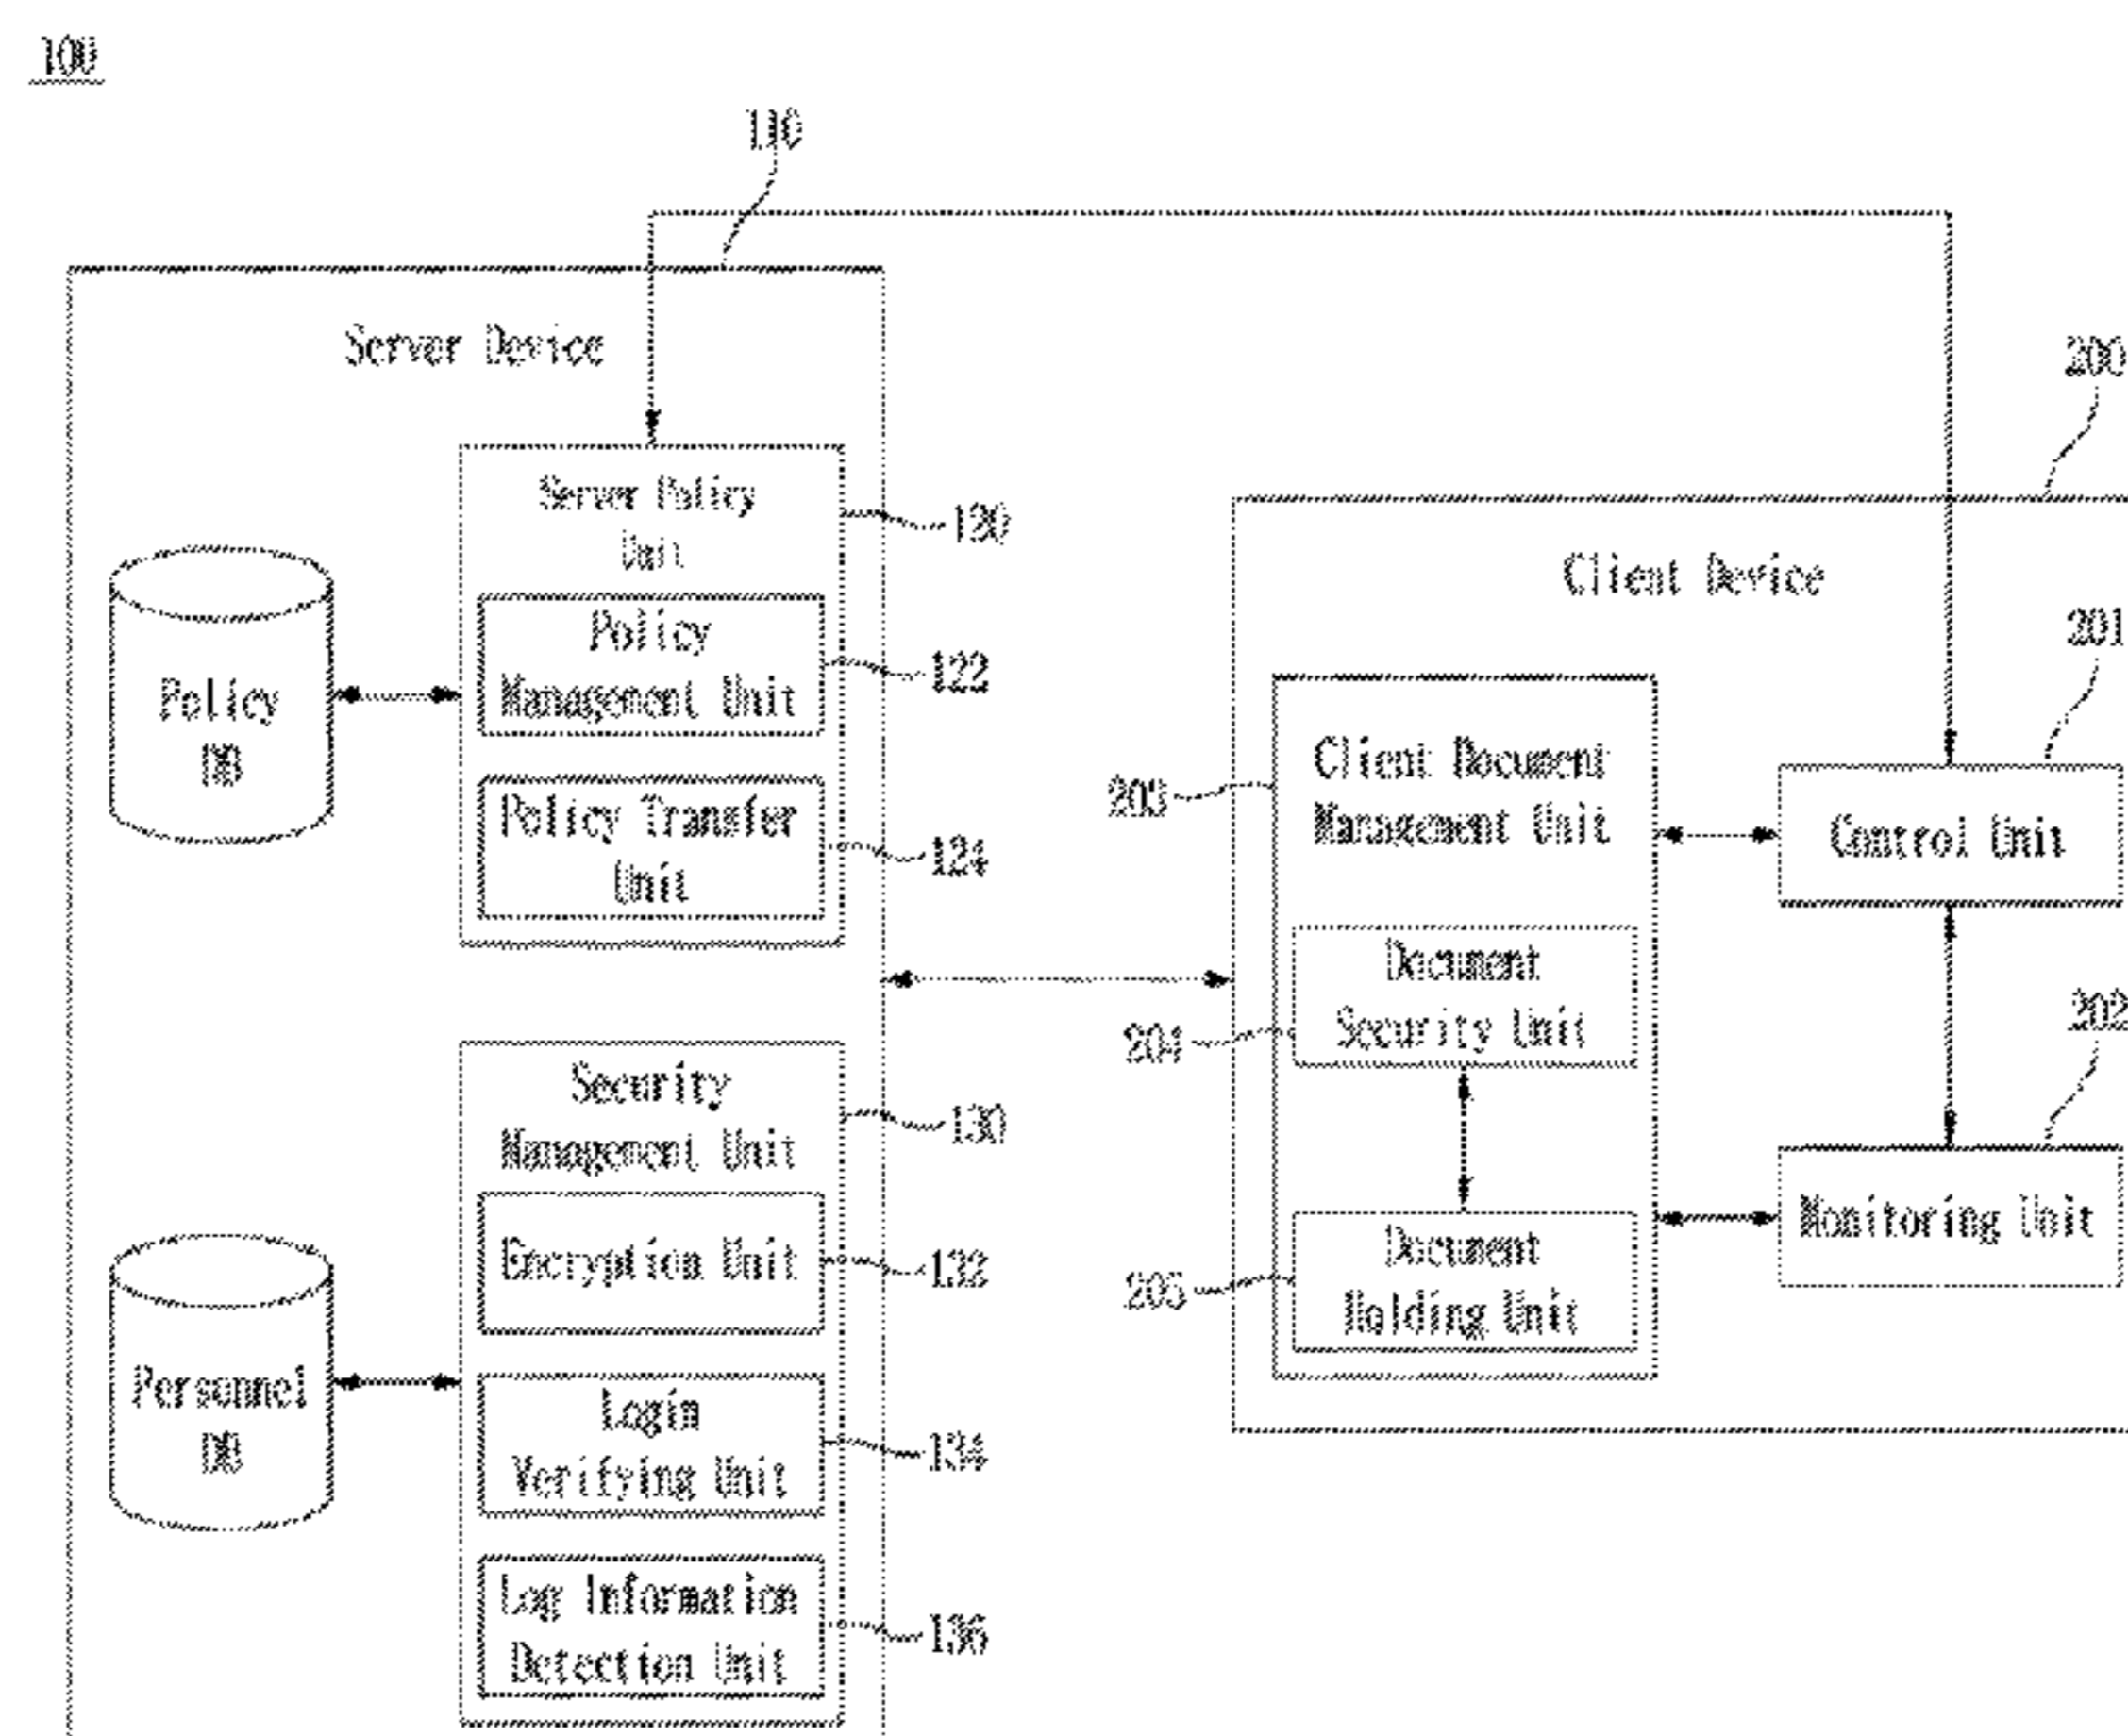 100
110
Server Device
200
Server Policy
Unit
120
Client Device
Policy
Management Unit
122
201
Policy
DB
Client Document
Management Unit
203
Policy Transfer
Unit
124
Control Unit
Document
Security Unit
204
202
Security
Management Unit
130
Encryption Unit
132
Monitoring Unit
Document
Holding Unit
205
Personnel
DB
Login
Verifying Unit
134
Log Information
Detection Unit
136